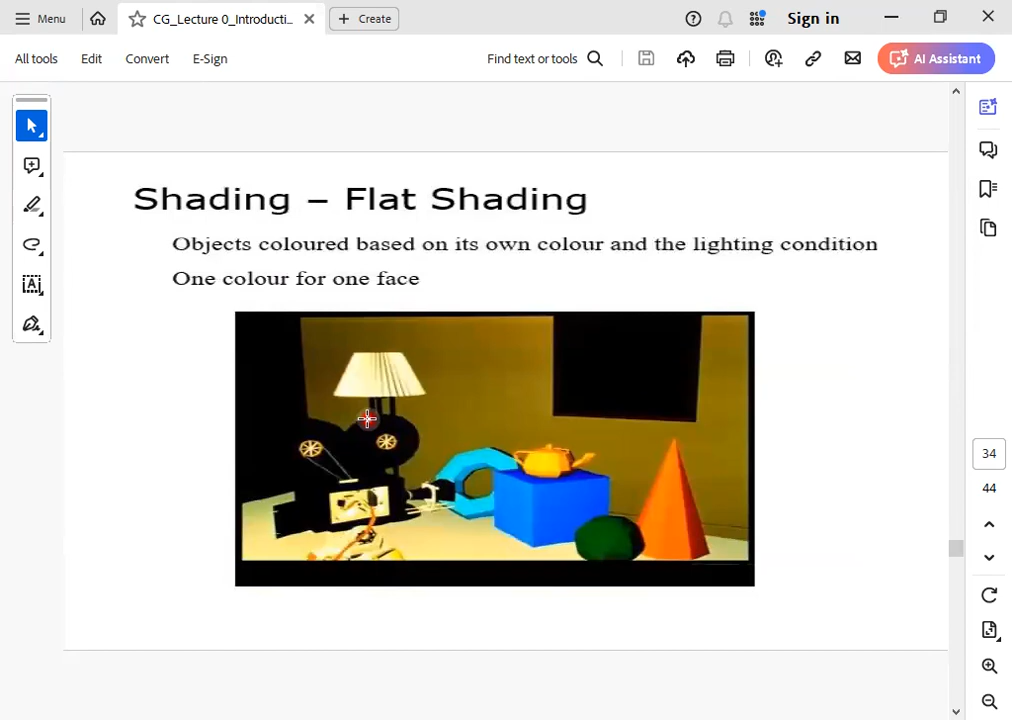 Menu
CG_Lecture 0_Introducti...
Create
Sign in
All tools
Edit
Convert
E-Sign
Find text or tools
AI Assistant
Shading – Flat Shading
Objects coloured based on its own colour and the lighting condition
One colour for one face
34
44